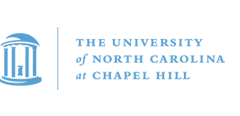 THE UNIVERSITY
of NORTH CAROLINA
at CHAPEL HILL